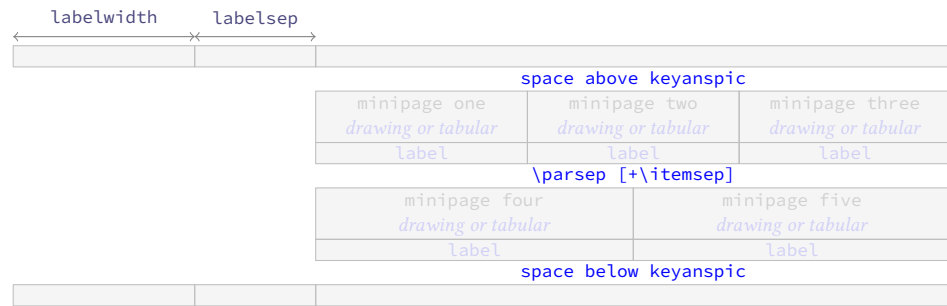 labelwidth labelsep
space above keyanspic
minipage one minipage two minipage three
drawing or tabular drawing or tabular drawing or tabular
label label label
\parsep [+\itemsep]
minipage four minipage five
drawing or tabular drawing or tabular
label label
space below keyanspic